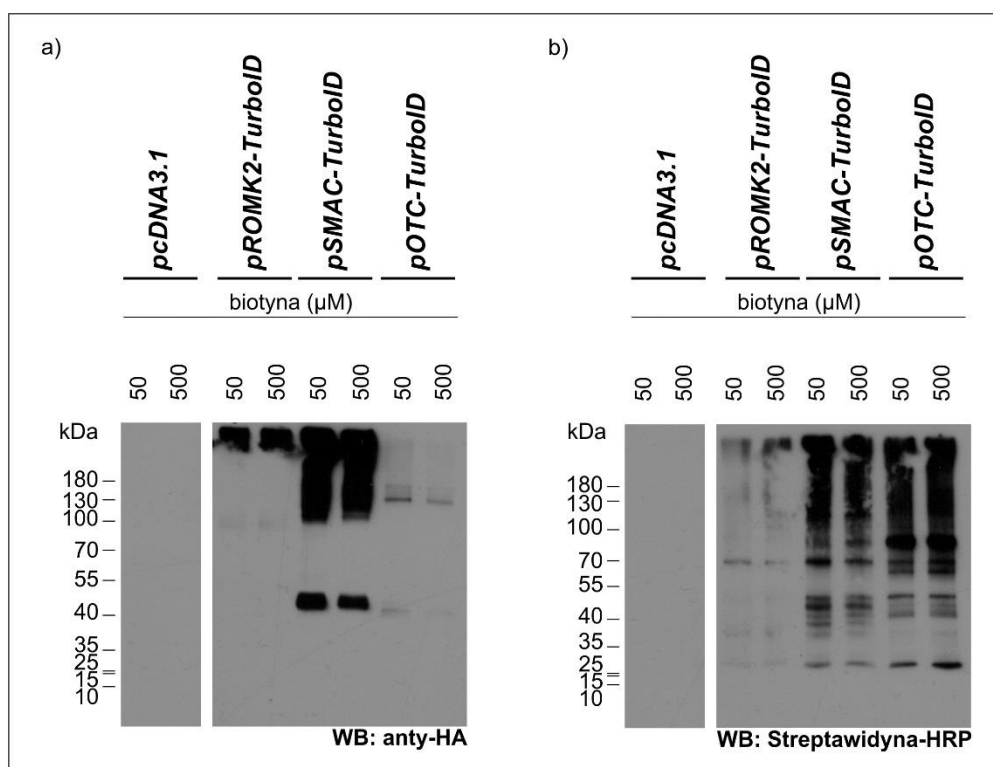 a)
pcDNA3.1
pROMK2-TurboID
pSMAC-TurboID
pOTC-TurboID
biotyna (µM)
50 500 50 500 50 500 50 500
kDa
180
130
100
70
55
40
35
25
15
10
WB: anty-HA
b)
pcDNA3.1
pROMK2-TurboID
pSMAC-TurboID
pOTC-TurboID
biotyna (µM)
50 500 50 500 50 500 50 500
kDa
180
130
100
70
55
40
35
25
15
10
WB: Streptawidyna-HRP